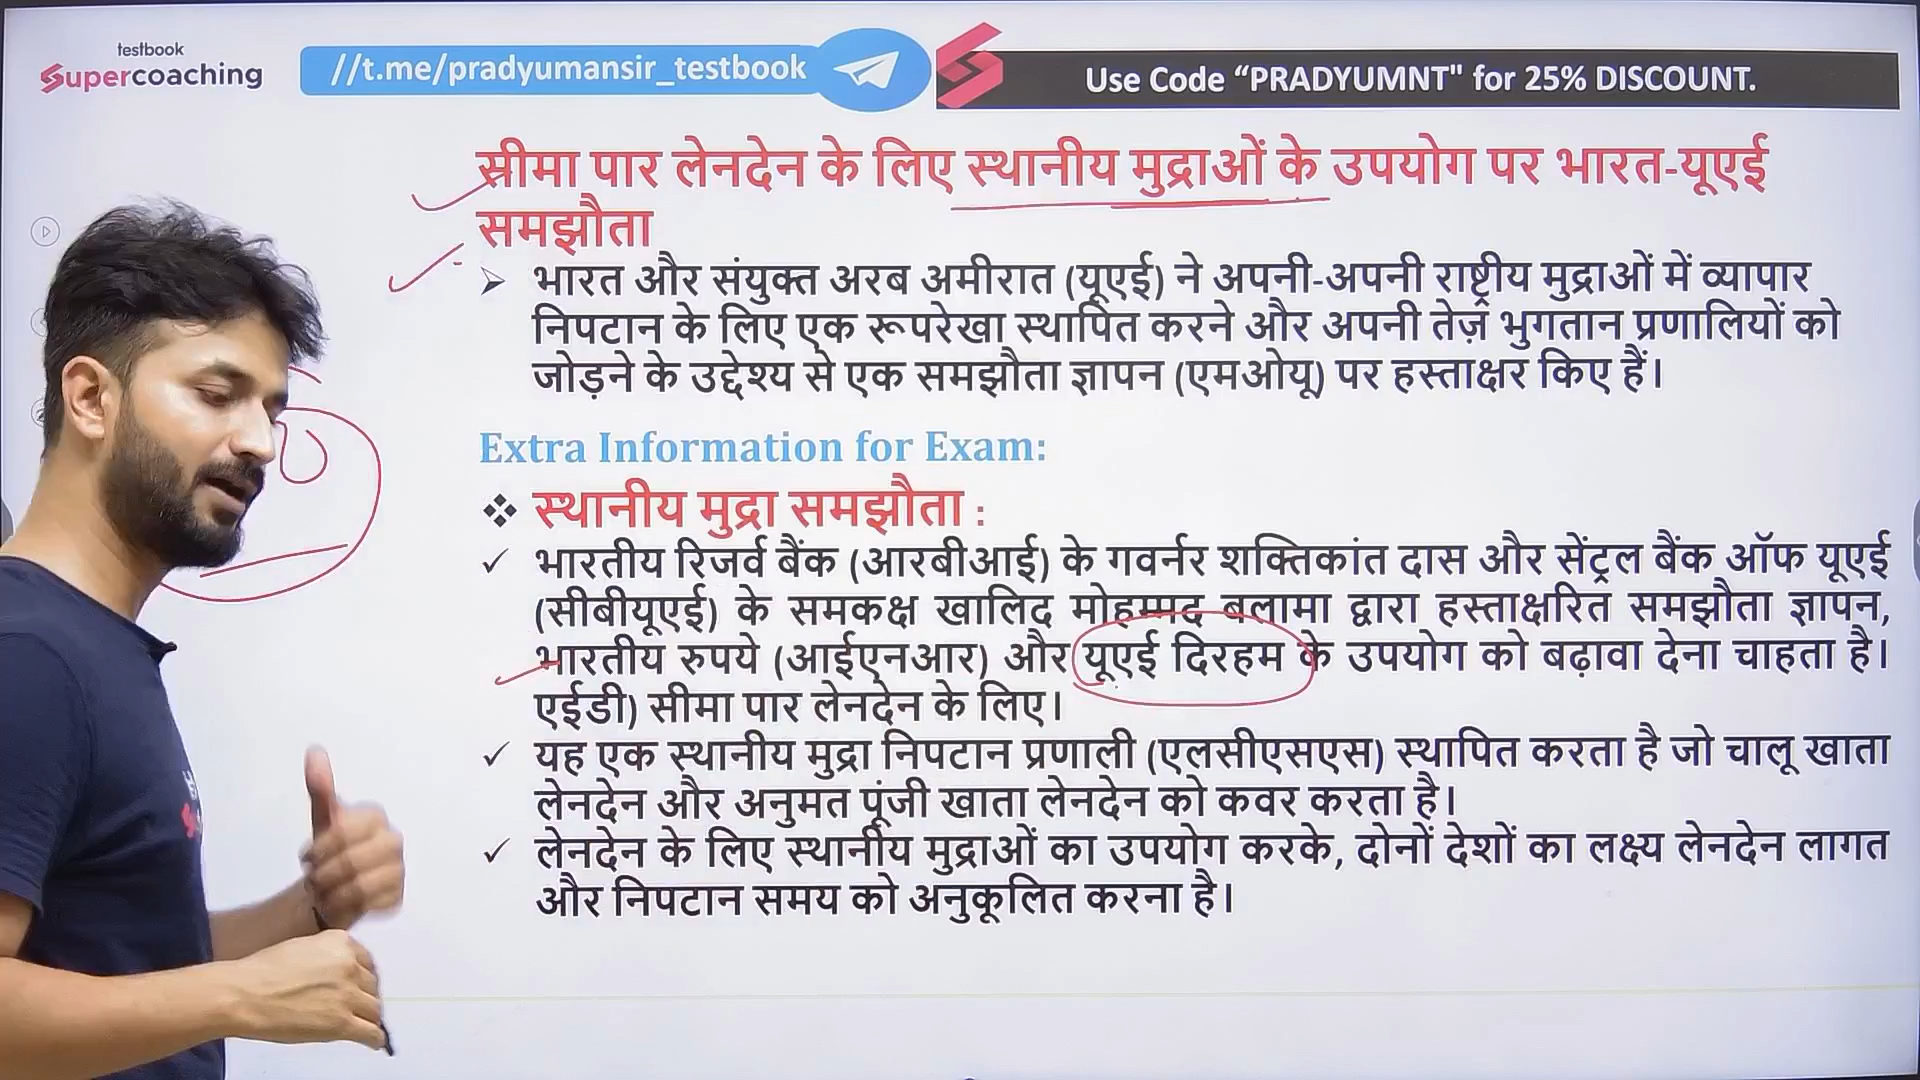 testbook
Supercoaching
//t.me/pradyumansir_testbook
Use Code “PRADYUMNT" for 25% DISCOUNT.
सीमा पार लेनदेन के लिए स्थानीय मुद्राओं के उपयोग पर भारत-यूएई
समझौता
➢ भारत और संयुक्त अरब अमीरात (यूएई) ने अपनी-अपनी राष्ट्रीय मुद्राओं में व्यापार
निपटान के लिए एक रूपरेखा स्थापित करने और अपनी तेज़ भुगतान प्रणालियों को
जोड़ने के उद्देश्य से एक समझौता ज्ञापन (एमओयू) पर हस्ताक्षर किए हैं।
Extra Information for Exam:
❖ स्थानीय मुद्रा समझौता :
✓ भारतीय रिजर्व बैंक (आरबीआई) के गवर्नर शक्तिकांत दास और सेंट्रल बैंक ऑफ यूएई
(सीबीयूएई) के समकक्ष खालिद मोहम्मद बलामा द्वारा हस्ताक्षरित समझौता ज्ञापन,
भारतीय रुपये (आईएनआर) और यूएई दिरहम के उपयोग को बढ़ावा देना चाहता है।
एईडी) सीमा पार लेनदेन के लिए।
✓ यह एक स्थानीय मुद्रा निपटान प्रणाली (एलसीएसएस) स्थापित करता है जो चालू खाता
लेनदेन और अनुमत पूंजी खाता लेनदेन को कवर करता है।
✓ लेनदेन के लिए स्थानीय मुद्राओं का उपयोग करके, दोनों देशों का लक्ष्य लेनदेन लागत
और निपटान समय को अनुकूलित करना है।